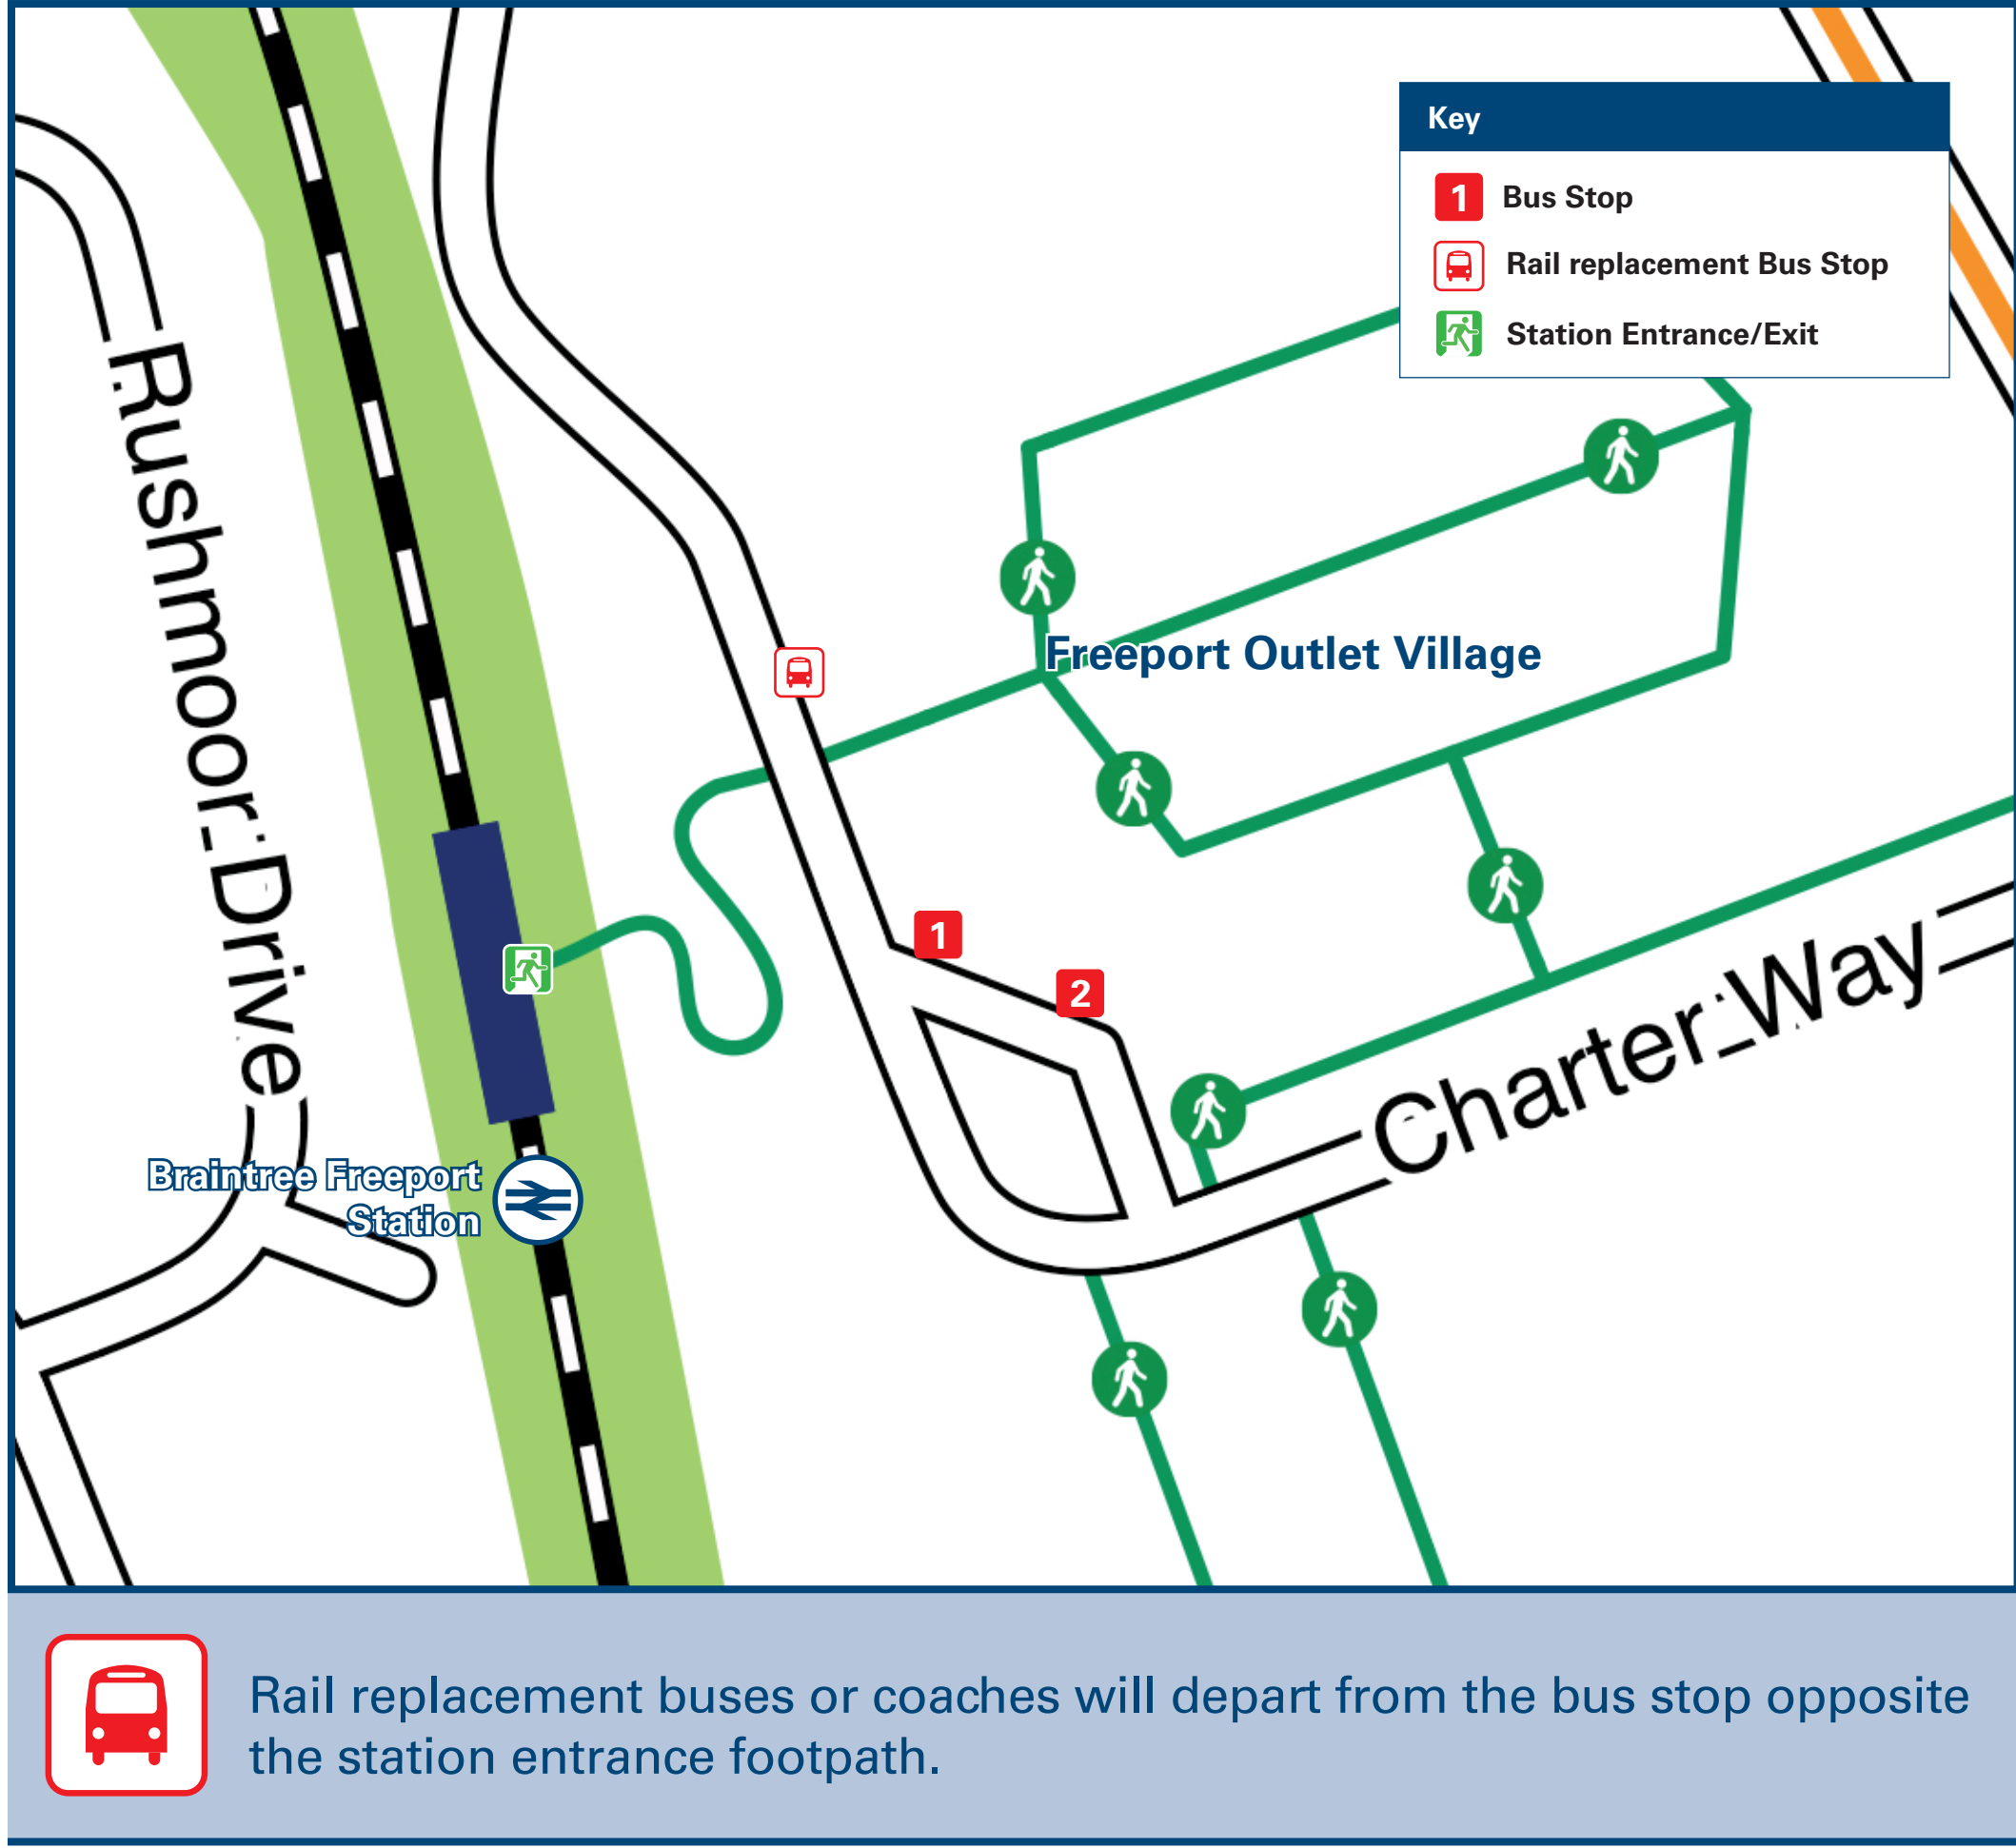 Key
1 Bus Stop
Rail replacement Bus Stop
Station Entrance/Exit
Rushmoor Drive
Freeport Outlet Village
1
2
Charter Way
Braintree Freeport
Station
Rail replacement buses or coaches will depart from the bus stop opposite
the station entrance footpath.